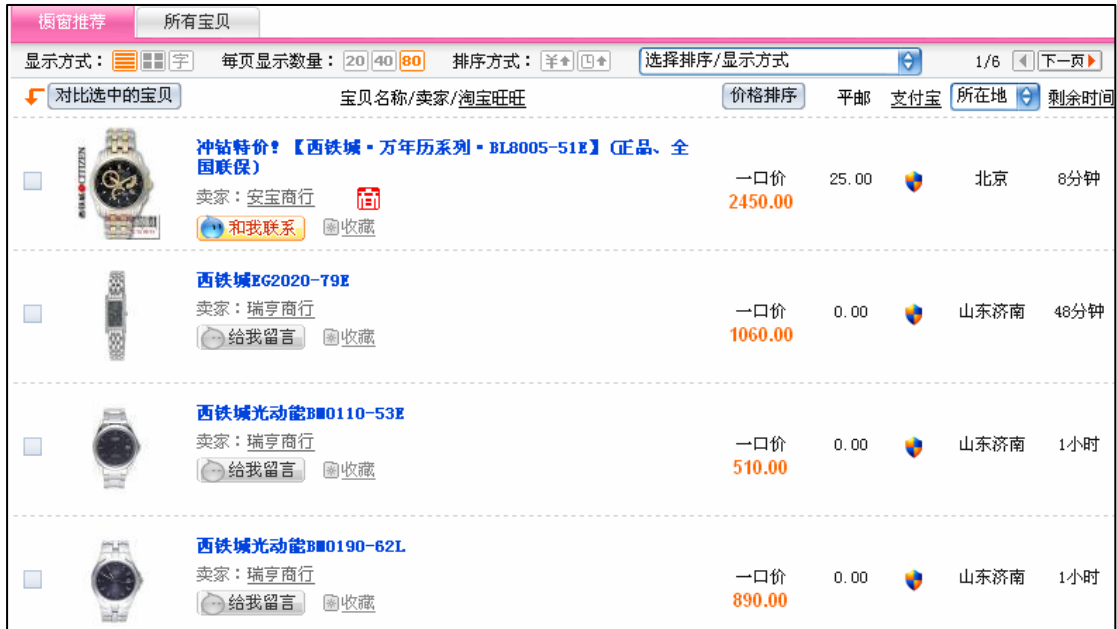 橱窗推荐 所有宝贝
显示方式： 字 每页显示数量： 20 40 80 排序方式： ¥ 选择排序/显示方式 1/6 下一页
对比选中的宝贝 宝贝名称/卖家/淘宝旺旺 价格排序 平邮 支付宝 所在地 剩余时间
CITIZEN
冲钻特价！【西铁城·万年历系列·BL8005-51E】（正品、全
国联保）
卖家：安宝商行 商
和我联系 收藏
一口价 25.00 北京 8分钟
2450.00
西铁城EG2020-79E
卖家：瑞亨商行
给我留言 收藏
一口价 0.00 山东济南 48分钟
1060.00
西铁城光动能BM0110-53E
卖家：瑞亨商行
给我留言 收藏
一口价 0.00 山东济南 1小时
510.00
西铁城光动能BM0190-62L
卖家：瑞亨商行
给我留言 收藏
一口价 0.00 山东济南 1小时
890.00